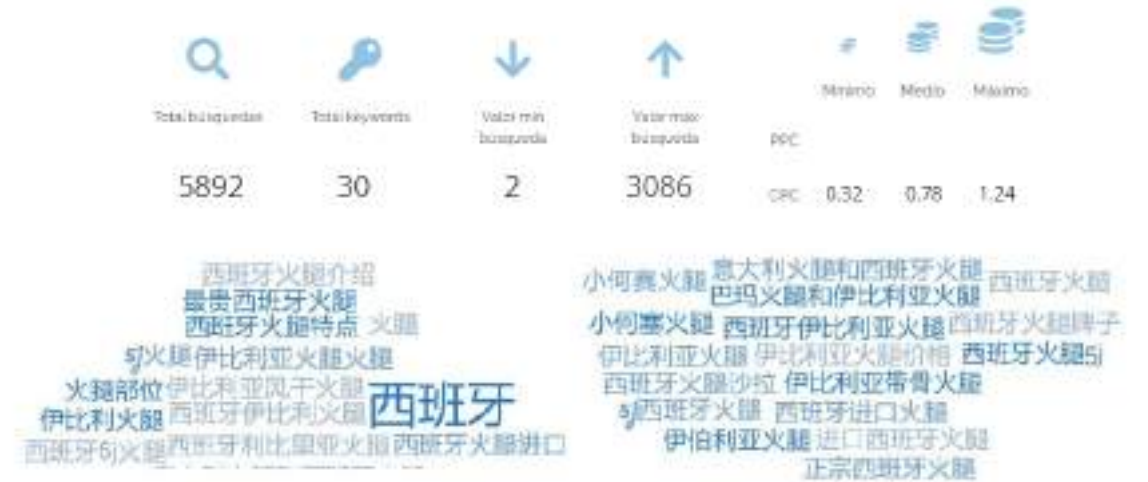 Mínimo Medio Máximo
Total búsquedas Total keywords Valor mín Valor máx
búsqueda búsqueda
PPC
5892 30 2 3086
CPC 0.32 0.78 1.24
西班牙火腿介绍
最贵西班牙火腿
西班牙火腿特点 火腿
5j火腿 伊比利亚火腿火腿
火腿部位 伊比利亚风干火腿
西班牙
伊比利火腿 西班牙伊比利火腿
西班牙5j火腿 西班牙利比里亚火腿 西班牙火腿进口
小何塞火腿 意大利火腿和西班牙火腿 西班牙火腿
巴玛火腿和伊比利亚火腿
小何塞火腿 西班牙伊比利亚火腿 西班牙火腿牌子
伊比利亚火腿 伊比利亚火腿价格 西班牙火腿5j
西班牙火腿沙拉 伊比利亚带骨火腿
5j西班牙火腿 西班牙进口火腿
伊伯利亚火腿 进口西班牙火腿
正宗西班牙火腿